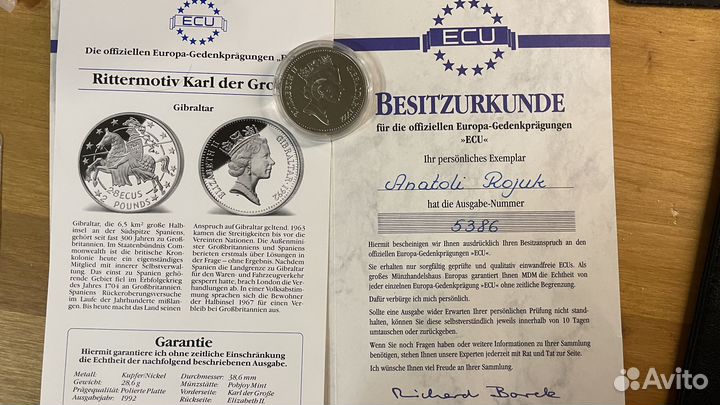 ECU
Die offiziellen Europa-Gedenkprägungen „E
Rittermotiv Karl der Gro
Gibraltar
28 ECUS
2 POUNDS
ELIZABETH II
GIBRALTAR 1992
Gibraltar, die 6,5 km² große Halb-
insel an der Südspitze Spaniens,
gehört seit fast 300 Jahren zu Groß-
britannien. Im Staatenbündnis Com-
monwealth ist die britische Kron-
kolonie heute ein eigenständiges
Mitglied mit innerer Selbstverwal-
tung. Das einst zu Spanien gehö-
rende Gebiet fiel im Erbfolgekrieg
des Jahres 1704 an Großbritannien.
Spaniens Rückeroberungsversuche
im Laufe der Jahrhunderte mißlan-
gen. Bis heute macht das Land seinen
Anspruch auf Gibraltar geltend. 1963
kamen die Streitigkeiten bis vor die
Vereinten Nationen. Die Außenmini-
ster Großbritanniens und Spaniens
berieten erstmals über Lösungen in
der Frage – ohne Ergebnis. Nachdem
Spanien die Landgrenze zu Gibraltar
für den Waren- und Fahrzeugverkehr
gesperrt hatte, brach London die Ver-
handlungen ab. In einer Volksabstim-
mung sprachen sich die Bewohner
der Halbinsel 1967 für einen Ver-
bleib bei Großbritannien aus.
Garantie
Hiermit garantiere ich ohne zeitliche Einschränkung
die Echtheit der nachfolgend beschriebenen Ausgabe.
Metall: Kupfer/Nickel Durchmesser: 38,6 mm
Gewicht: 28,6 g Münzstätte: Pobjoy Mint
Prägequalität: Polierte Platte Vorderseite: Karl der Große
Ausgabejahr: 1992 Rückseite: Elizabeth II.
ELIZABETH II
GIBRALTAR 1992
ECU
BESITZURKUNDE
für die offiziellen Europa-Gedenkprägungen
»ECU«
Ihr persönliches Exemplar
Anatoli Rojuk
hat die Ausgabe-Nummer
5386
Hiermit bescheinigen wir Ihnen ausdrücklich Ihren Besitzanspruch an den
offiziellen Europa-Gedenkprägungen »ECU«.
Sie erhalten nur sorgfältig geprüfte und qualitativ einwandfreie ECUs. Als
großes Münzhandelshaus Europas garantiert Ihnen MDM die Echtheit von
jeder einzelnen Europa-Gedenkprägung »ECU« ohne zeitliche Begrenzung.
Dafür verbürge ich mich persönlich.
Sollte eine Ausgabe wider Erwarten Ihrer persönlichen Prüfung nicht stand-
halten, können Sie diese selbstverständlich jeweils innerhalb von 10 Tagen
umtauschen oder zurückgeben.
Wenn Sie noch Fragen haben oder weitere Informationen zu Ihrer Sammlung
benötigen, stehen Ihnen unsere Experten jederzeit mit Rat und Tat zur Seite.
Ich wünsche Ihnen viel Freude an Ihrer Sammlung.
Richard Borek
Avito